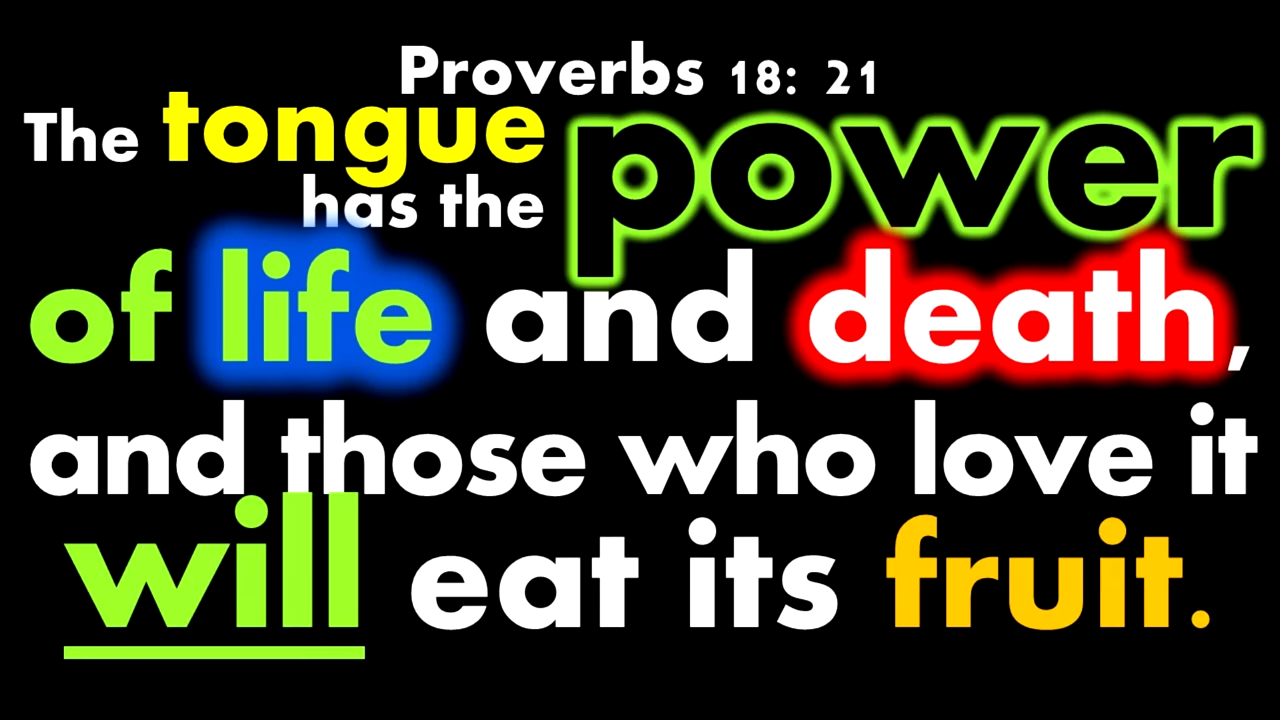 Proverbs 18: 21
The tongue power
has the
of life and death,
and those who love it
will eat its fruit.